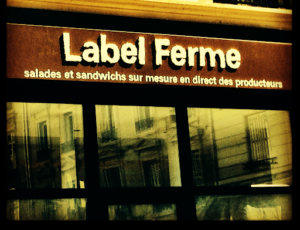 Label Ferme
salades et sandwichs sur mesure en direct des producteurs